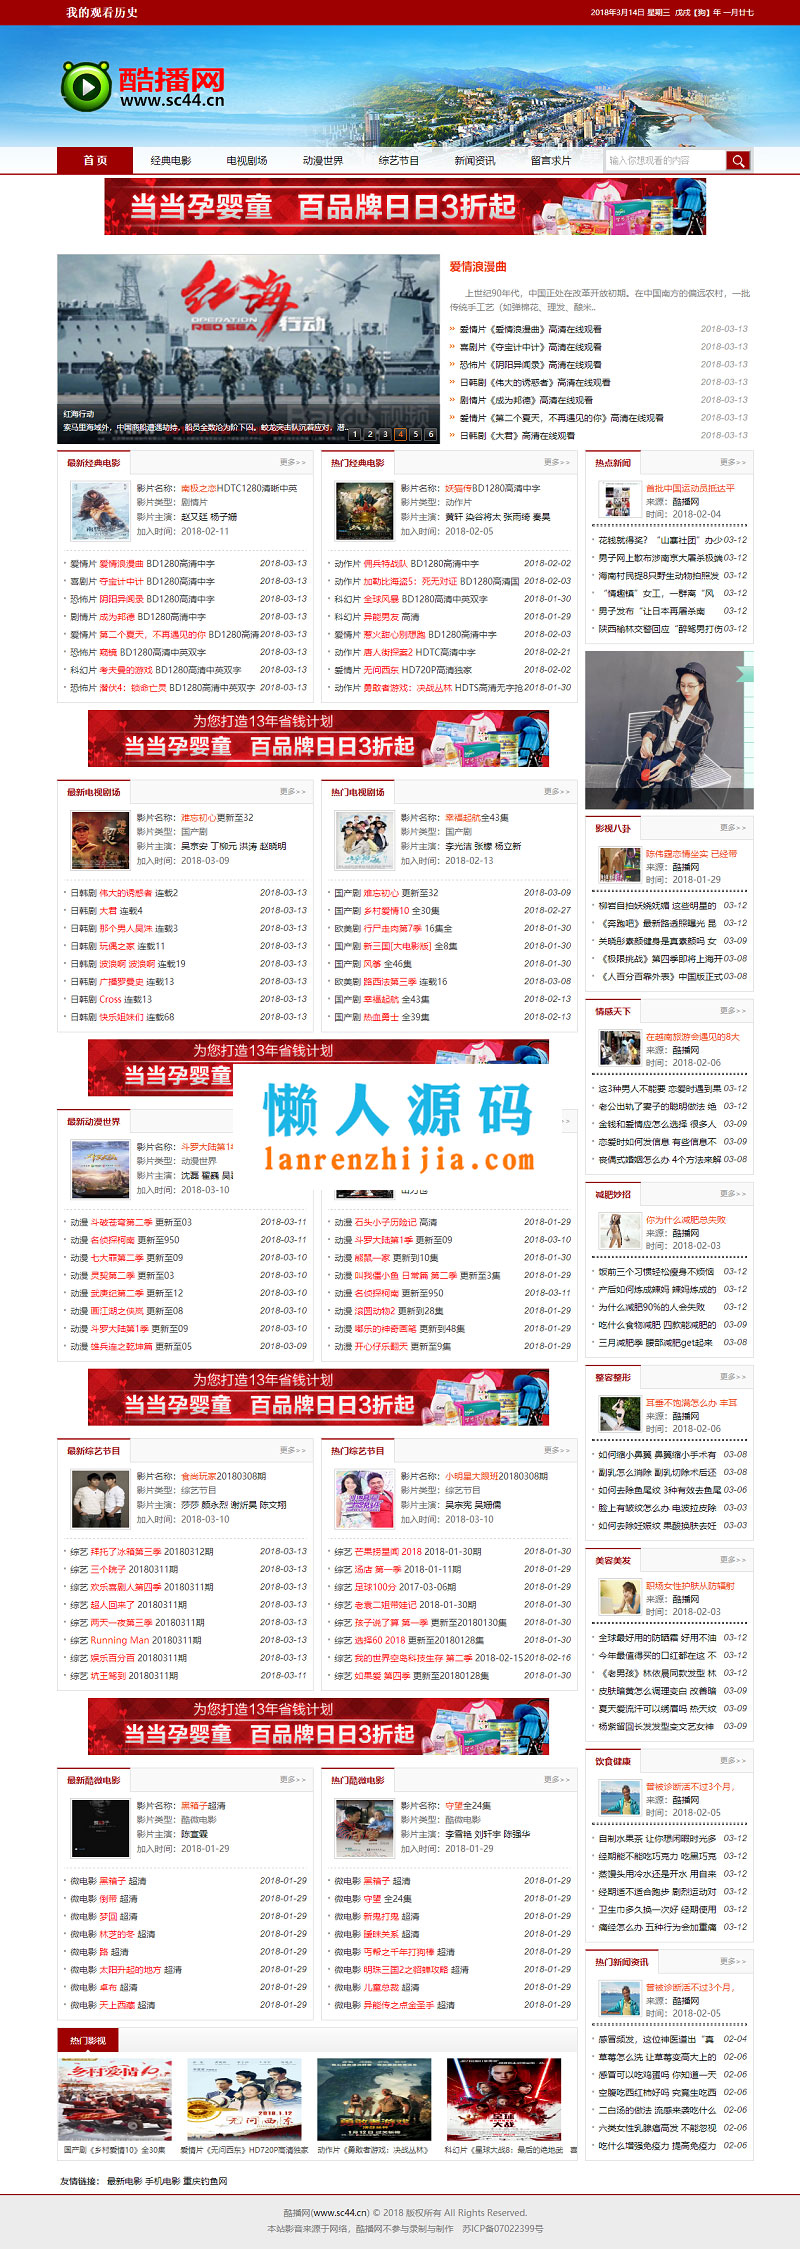 我的观看历史
2018年3月14日 星期三 戊戌【狗】年 一月廿七
酷播网
www.sc44.cn
首 页 经典电影 电视剧场 动漫世界 综艺节目 新闻资讯 留言求片 输入你想观看的内容
当当孕婴童 百品牌日日3折起
红海行动
OPERATION RED SEA
红海行动
索马里海域外，中国商船遭遇劫持，船员全数沦为阶下囚。蛟龙突击队沉着应对，潜..
1 2 3 4 5 6
爱情浪漫曲
上世纪90年代，中国正处在改革开放初期。在中国南方的偏远农村，一批
传统手工艺（如弹棉花、理发、酿米..
爱情片《爱情浪漫曲》高清在线观看 2018-03-13
喜剧片《夺宝计中计》高清在线观看 2018-03-13
恐怖片《阴阳异闻录》高清在线观看 2018-03-13
日韩剧《伟大的诱惑者》高清在线观看 2018-03-13
剧情片《成为邦德》高清在线观看 2018-03-13
爱情片《第二个夏天，不再遇见的你》高清在线观看 2018-03-13
日韩剧《大君》高清在线观看 2018-03-13
最新经典电影 更多>>
影片名称：南极之恋HDTC1280清晰中英
影片类型：剧情片
影片主演：赵又廷 杨子姗
加入时间：2018-02-11
爱情片 爱情浪漫曲 BD1280高清中字 2018-03-13
喜剧片 夺宝计中计 BD1280高清中字 2018-03-13
恐怖片 阴阳异闻录 BD1280高清中字 2018-03-13
剧情片 成为邦德 BD1280高清中字 2018-03-13
爱情片 第二个夏天，不再遇见的你 BD1280高清 2018-03-13
恐怖片 窥镜 BD1280高清中英双字 2018-03-13
科幻片 考夫曼的游戏 BD1280高清中英双字 2018-03-13
恐怖片 潜伏4：锁命亡灵 BD1280高清中英双字 2018-03-13
热门经典电影 更多>>
影片名称：妖猫传BD1280高清中字
影片类型：动作片
影片主演：黄轩 染谷将太 张雨绮 秦昊
加入时间：2018-02-05
动作片 佣兵特战队 BD1280高清中字 2018-02-02
动作片 加勒比海盗5：死无对证 BD1280高清国 2018-02-03
科幻片 全球风暴 BD1280高清中英双字 2018-01-30
科幻片 异能男友 高清 2018-01-29
爱情片 惹火甜心别想跑 BD1280高清中字 2018-02-03
动作片 唐人街探案2 HDTC高清中字 2018-02-21
爱情片 无问西东 HD720P高清独家 2018-02-02
动作片 勇敢者游戏：决战丛林 HDTS高清无字抢 2018-01-30
热点新闻 更多>>
首批中国运动员抵达平
来源：酷播网
时间：2018-02-04
花钱就得奖？“山寨社团”办少 03-12
男子网上散布涉南京大屠杀极端 03-12
海南村民捉8只野生动物拍照发 03-12
“情趣镇”女工，一群离“风 03-12
男子发布“让日本再屠杀南 03-12
陕西榆林交警回应“醉驾男打伤 03-12
为您打造13年省钱计划
当当孕婴童 百品牌日日3折起
最新电视剧场 更多>>
影片名称：难忘初心更新至32
影片类型：国产剧
影片主演：吴京安 丁柳元 洪涛 赵晓明
加入时间：2018-03-09
日韩剧 伟大的诱惑者 连载2 2018-03-13
日韩剧 大君 连载4 2018-03-13
日韩剧 那个男人吴洙 连载3 2018-03-13
日韩剧 玩偶之家 连载11 2018-03-13
日韩剧 波浪啊 波浪啊 连载19 2018-03-13
日韩剧 广播罗曼史 连载13 2018-03-13
日韩剧 Cross 连载13 2018-03-13
日韩剧 快乐姐妹们 连载68 2018-03-13
热门电视剧场 更多>>
影片名称：幸福起航全43集
影片类型：国产剧
影片主演：李光洁 张檬 杨立新
加入时间：2018-02-13
国产剧 难忘初心 更新至32 2018-03-09
国产剧 乡村爱情10 全30集 2018-02-27
欧美剧 行尸走肉第7季 16集全 2018-01-30
国产剧 新三国[大电影版] 全8集 2018-01-30
国产剧 风筝 全46集 2018-01-30
欧美剧 路西法第三季 连载16 2018-03-08
国产剧 幸福起航 全43集 2018-02-13
国产剧 热血勇士 全39集 2018-02-13
影视八卦 更多>>
陈伟霆恋情坐实 已经带
来源：酷播网
时间：2018-01-29
柳岩自拍妖娆妩媚 这些明星的 03-12
《奔跑吧》最新路透照曝光 昆 03-12
关晓彤素颜健身是真素颜吗 女 03-09
《极限挑战》第四季即将上海开 03-08
《人百分百靠外表》中国版正式 03-08
情感天下 更多>>
在越南旅游会遇见的8大
来源：酷播网
时间：2018-02-06
这3种男人不能要 恋爱时遇到果 03-12
老公出轨了妻子的聪明做法 绝 03-12
金钱和爱情应怎么选择 很多人 03-09
恋爱时如何发信息 有些信息不 03-09
丧偶式婚姻怎么办 4个方法来解 03-08
为您打造13年省钱计划
当当孕婴童
懒人源码
lanrenzhijia.com
最新动漫世界
影片名称：斗罗大陆第1
影片类型：动漫世界
影片主演：沈磊 翟巍 吴
加入时间：2018-03-10
动漫 斗破苍穹第二季 更新至03 2018-03-11
动漫 名侦探柯南 更新至950 2018-03-11
动漫 七大罪第二季 更新至09 2018-03-10
动漫 灵契第二季 更新至03 2018-03-10
动漫 武庚纪第二季 更新至12 2018-03-10
动漫 画江湖之侠岚 更新至08 2018-03-10
动漫 斗罗大陆第1季 更新至09 2018-03-10
动漫 雄兵连之乾坤篇 更新至05 2018-03-09
动漫 石头小子历险记 高清 2018-01-29
动漫 斗罗大陆第1季 更新至09 2018-03-10
动漫 熊鼠一家 更新到10集 2018-01-30
动漫 叫我僵小鱼 日常篇 第二季 更新至3集 2018-01-29
动漫 名侦探柯南 更新至950 2018-03-11
动漫 滚圆动物2 更新到28集 2018-01-29
动漫 嘟乐的神奇画笔 更新到48集 2018-01-29
动漫 开心仔乐翻天 更新至9集 2018-01-29
减肥妙招 更多>>
你为什么减肥总失败
来源：酷播网
时间：2018-02-03
饭前三个习惯轻松瘦身不烦恼 03-12
产后如何炼成辣妈 辣妈炼成的 03-12
为什么减肥90%的人会失败 03-12
吃什么食物减肥 四款能减肥的 03-09
三月减肥季 腰部减肥get起来 03-08
为您打造13年省钱计划
当当孕婴童 百品牌日日3折起
整容整形 更多>>
耳垂不饱满怎么办 丰耳
来源：酷播网
时间：2018-02-06
如何缩小鼻翼 鼻翼缩小手术有 03-08
副乳怎么消除 副乳切除术后还 03-08
如何去除鱼尾纹 3种有效去鱼尾 03-06
脸上有皱纹怎么办 电波拉皮除 03-03
如何去除妊娠纹 果酸换肤去妊 03-03
最新综艺节目 更多>>
影片名称：食尚玩家20180308期
影片类型：综艺节目
影片主演：莎莎 颜永烈 谢炘昊 陈文翊
加入时间：2018-03-10
综艺 拜托了冰箱第三季 20180312期 2018-03-13
综艺 三个院子 20180311期 2018-03-13
综艺 欢乐喜剧人第四季 20180311期 2018-03-13
综艺 超人回来了 20180311期 2018-03-13
综艺 两天一夜第三季 20180311期 2018-03-13
综艺 Running Man 20180311期 2018-03-13
综艺 娱乐百分百 20180311期 2018-03-13
综艺 坑王驾到 20180311期 2018-03-11
热门综艺节目 更多>>
影片名称：小明星大跟班20180308期
影片类型：综艺节目
影片主演：吴宗宪 吴姗儒
加入时间：2018-03-10
综艺 芒果捞星闻 2018 2018-01-30期 2018-01-30
综艺 汤店 第一季 2018-01-11期 2018-01-30
综艺 足球100分 2017-03-06期 2018-01-30
综艺 老袁二姐带娃记 2018-01-30期 2018-01-30
综艺 孩子说了算 第一季 更新至20180130集 2018-01-30
综艺 选择60 2018 更新至20180128集 2018-01-30
综艺 我的世界空岛科技生存 第二季 2018-02-15 2018-02-16
综艺 如果爱 第四季 更新至20180128集 2018-01-30
美容美发 更多>>
职场女性护肤从防辐射
来源：酷播网
时间：2018-02-03
全球最好用的防晒霜 好用不油 03-12
今年最值得买的口红都在这 不 03-12
《老男孩》林依晨同款发型 林 03-12
皮肤暗黄怎么调理变白 改善暗 03-09
夏天爱流汗可以绣眉吗 热天纹 03-09
杨紫留回长发发型变文艺女神 03-09
为您打造13年省钱计划
当当孕婴童 百品牌日日3折起
最新酷微电影 更多>>
影片名称：黑箱子超清
影片类型：酷微电影
影片主演：陈宣霖
加入时间：2018-01-29
微电影 黑箱子 超清 2018-01-29
微电影 倒带 超清 2018-01-29
微电影 梦回 超清 2018-01-29
微电影 林芝的冬 超清 2018-01-29
微电影 路 超清 2018-01-29
微电影 太阳升起的地方 超清 2018-01-29
微电影 卓布 超清 2018-01-29
微电影 天上西藏 超清 2018-01-29
热门酷微电影 更多>>
影片名称：守望全24集
影片类型：酷微电影
影片主演：李雪艳 刘轩宇 陈强华
加入时间：2018-01-29
微电影 黑箱子 超清 2018-01-29
微电影 守望 全24集 2018-01-29
微电影 新鬼打鬼 超清 2018-01-29
微电影 暧昧关系 超清 2018-01-29
微电影 丐帮之千年打狗棒 超清 2018-01-29
微电影 明珠三国2之貂蝉攻略 超清 2018-01-29
微电影 儿童总裁 超清 2018-01-29
微电影 异能传之点金圣手 超清 2018-01-29
饮食健康 更多>>
曾被诊断活不过3个月，
来源：酷播网
时间：2018-02-05
自制水果茶 让你想闲暇时光多 03-12
经期能不能吃巧克力 吃黑巧克 03-12
蒸馒头用冷水还是开水 用自来 03-12
经期适不适合跑步 剧烈运动对 03-12
卫生巾多久换一次好 经期使用 03-12
痛经怎么办 五种行为会加重痛 03-12
热门新闻资讯 更多>>
曾被诊断活不过3个月，
来源：酷播网
时间：2018-02-05
感冒频发，这位神医道出“真 02-04
草莓怎么洗 让草莓变高大上的 02-06
感冒可以吃鸡蛋吗 你知道一天 02-06
空腹吃西红柿好吗 究竟生吃西 02-06
二白汤的做法 流感来袭吃什么 02-06
六类女性乳腺癌高发 不能忽视 02-06
吃什么增强免疫力 提高免疫力 02-06
热门影视
国产剧《乡村爱情10》全30集
爱情片《无问西东》HD720P高清独家
动作片《勇敢者游戏：决战丛林》
科幻片《星球大战8：最后的绝地武 喜
友情链接： 最新电影 手机电影 重庆钓鱼网
酷播网(www.sc44.cn) © 2018 版权所有 All Rights Reserved.
本站影音来源于网络，酷播网不参与录制与制作 苏ICP备07022399号